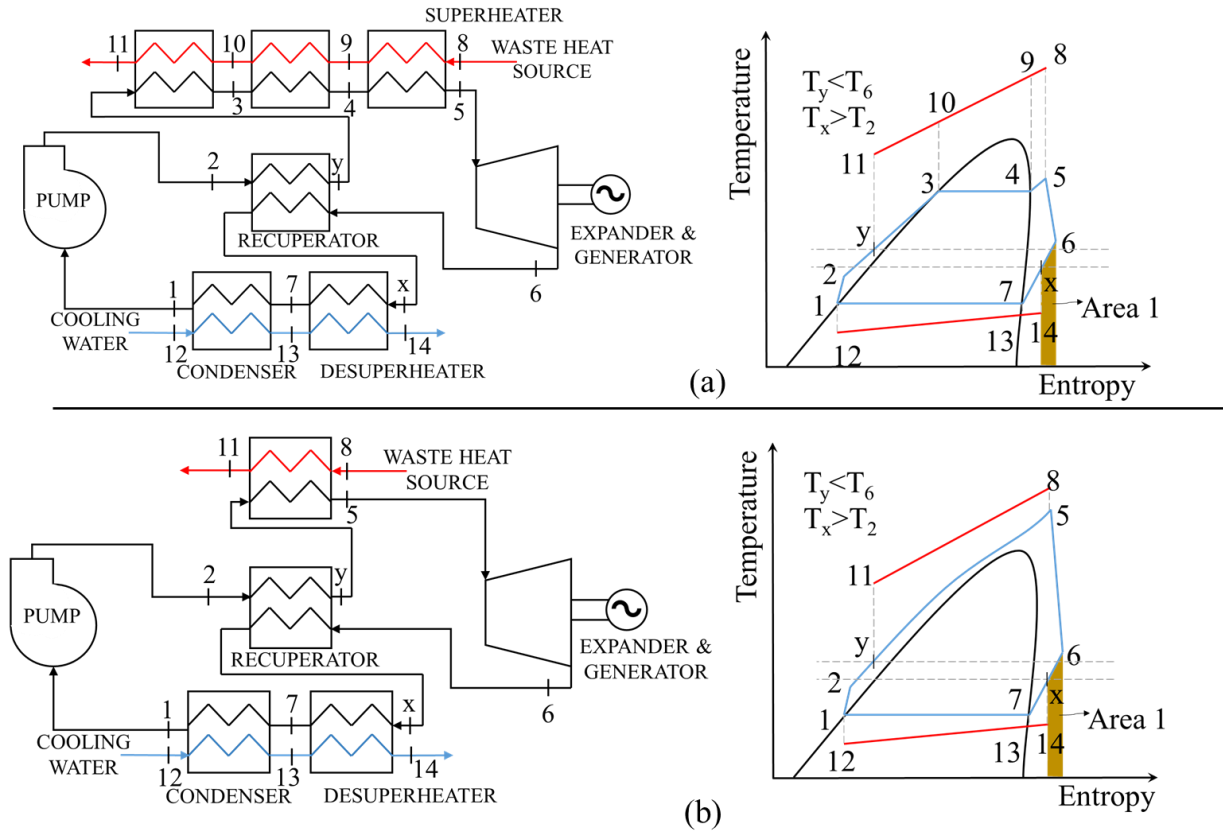 SUPERHEATER
11
10
9
8
WASTE HEAT
SOURCE
3
4
5
2
y
PUMP
RECUPERATOR
EXPANDER &
GENERATOR
6
1
7
x
COOLING
WATER
12
13
14
CONDENSER
DESUPERHEATER
(a)
Temperature
Ty<T6
Tx>T2
8
9
10
11
3
4
5
y
6
2
x
1
7
Area 1
14
12
13
Entropy
11
8
WASTE HEAT
SOURCE
5
2
y
PUMP
RECUPERATOR
EXPANDER &
GENERATOR
6
1
7
x
COOLING
WATER
12
13
14
CONDENSER
DESUPERHEATER
(b)
Temperature
Ty<T6
Tx>T2
8
5
11
y
6
2
x
7
1
Area 1
14
12
13
Entropy